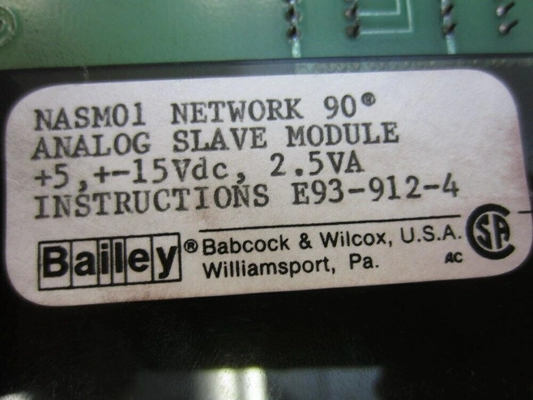 NASM01 NETWORK 90®
ANALOG SLAVE MODULE
+5,+-15Vdc, 2.5VA
INSTRUCTIONS E93-912-4
Bailey® Babcock & Wilcox, U.S.A. SA
Williamsport, Pa. AC